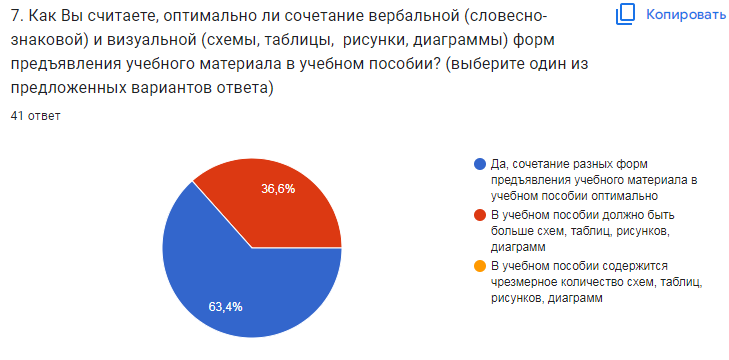 7. Как Вы считаете, оптимально ли сочетание вербальной (словесно-
знаковой) и визуальной (схемы, таблицы,  рисунки, диаграммы) форм
предъявления учебного материала в учебном пособии? (выберите один из
предложенных вариантов ответа)
Копировать
41 ответ
36,6%
63,4%
Да, сочетание разных форм
предъявления учебного материала в
учебном пособии оптимально
В учебном пособии должно быть
больше схем, таблиц, рисунков,
диаграмм
В учебном пособии содержится
чрезмерное количество схем, таблиц,
рисунков, диаграмм